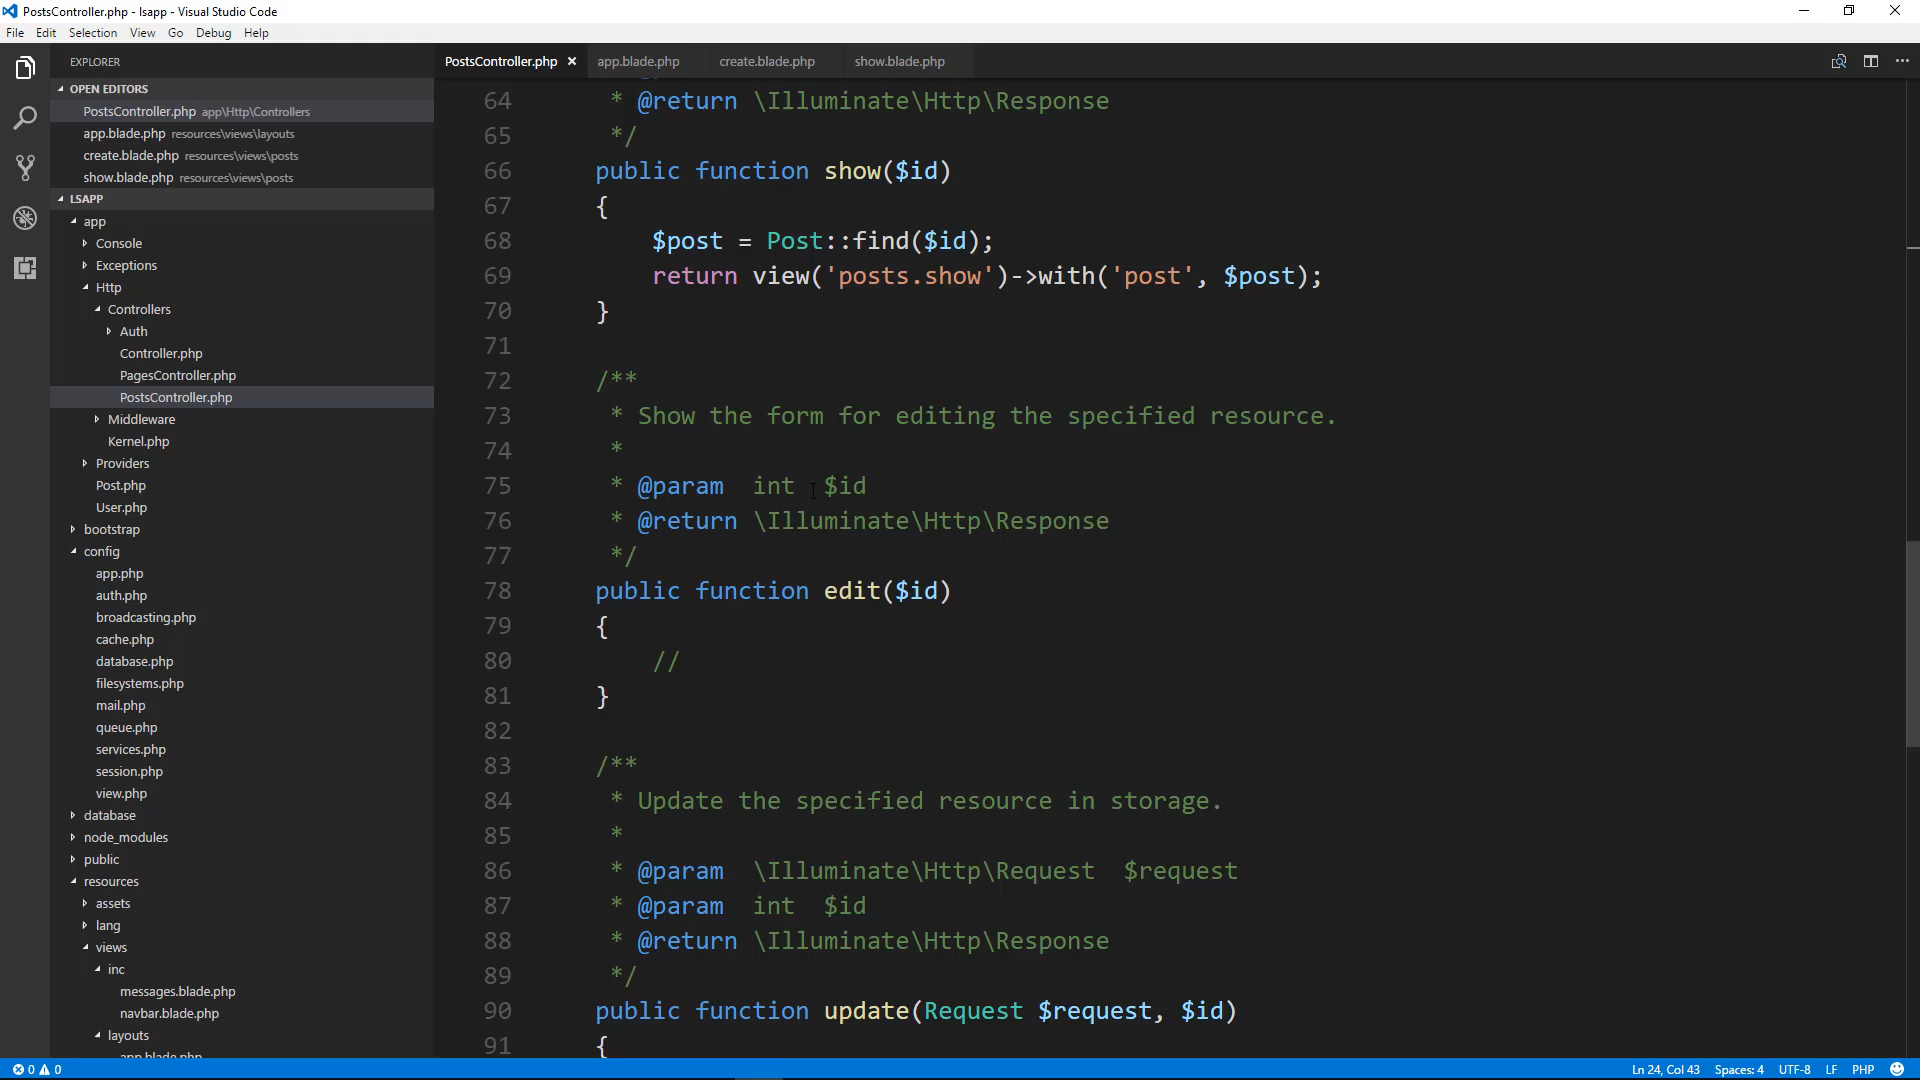 PostsController.php - lsapp - Visual Studio Code
File Edit Selection View Go Debug Help
EXPLORER
OPEN EDITORS
PostsController.php app\Http\Controllers
app.blade.php resources\views\layouts
create.blade.php resources\views\posts
show.blade.php resources\views\posts
LSAPP
app
Console
Exceptions
Http
Controllers
Auth
Controller.php
PagesController.php
PostsController.php
Middleware
Kernel.php
Providers
Post.php
User.php
bootstrap
config
app.php
auth.php
broadcasting.php
cache.php
database.php
filesystems.php
mail.php
queue.php
services.php
session.php
view.php
database
node_modules
public
resources
assets
lang
views
inc
messages.blade.php
navbar.blade.php
layouts
app.blade.php
PostsController.php app.blade.php create.blade.php show.blade.php
64 * @return \Illuminate\Http\Response
65 */
66 public function show($id)
67 {
68 $post = Post::find($id);
69 return view('posts.show')->with('post', $post);
70 }
71
72 /**
73 * Show the form for editing the specified resource.
74 *
75 * @param int $id
76 * @return \Illuminate\Http\Response
77 */
78 public function edit($id)
79 {
80 //
81 }
82
83 /**
84 * Update the specified resource in storage.
85 *
86 * @param \Illuminate\Http\Request $request
87 * @param int $id
88 * @return \Illuminate\Http\Response
89 */
90 public function update(Request $request, $id)
91 {
0 0
Ln 24, Col 43 Spaces: 4 UTF-8 LF PHP